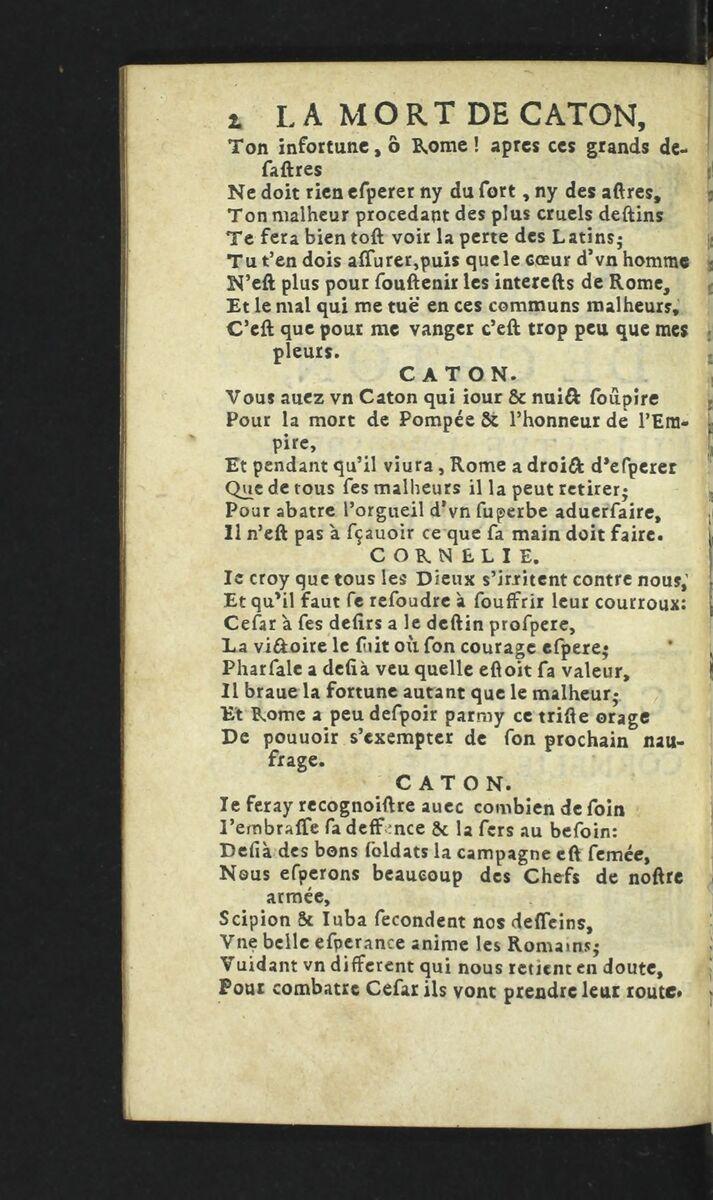 2 LA MORT DE CATON,
Ton infortune, ô Rome ! apres ces grands de-
ſaſtres
Ne doit rien eſperer ny du ſort, ny des aſtres,
Ton malheur procedant des plus cruels deſtins
Te fera bien toſt voir la perte des Latins;
Tu t'en dois aſſurer, puis que le cœur d'vn homme
N'eſt plus pour ſouſtenir les intereſts de Rome,
Et le mal qui me tuë en ces communs malheurs,
C'eſt que pour me vanger c'eſt trop peu que mes
pleurs.
CATON.
Vous auez vn Caton qui iour & nuict ſoûpire
Pour la mort de Pompée & l'honneur de l'Em-
pire,
Et pendant qu'il viura, Rome a droict d'eſperer
Que de tous ſes malheurs il la peut retirer;
Pour abatre l'orgueil d'vn ſuperbe aduerſaire,
Il n'eſt pas à ſçauoir ce que ſa main doit faire.
CORNELIE.
Ie croy que tous les Dieux s'irritent contre nous,
Et qu'il faut ſe reſoudre à ſouffrir leur courroux:
Ceſar à ſes deſirs a le deſtin proſpere,
La victoire le ſuit où ſon courage eſpere;
Pharſale a deſià veu quelle eſtoit ſa valeur,
Il braue la fortune autant que le malheur;
Et Rome a peu deſpoir parmy ce triſte orage
De pouuoir s'exempter de ſon prochain nau-
frage.
CATON.
Ie feray recognoiſtre auec combien de ſoin
I'embraſſe ſa deffence & la ſers au beſoin:
Deſià des bons ſoldats la campagne eſt ſemée,
Nous eſperons beaucoup des Chefs de noſtre
armée,
Scipion & Iuba ſecondent nos deſſeins,
Vne belle eſperance anime les Romains;
Vuidant vn different qui nous retient en doute,
Pour combatre Ceſar ils vont prendre leur route.